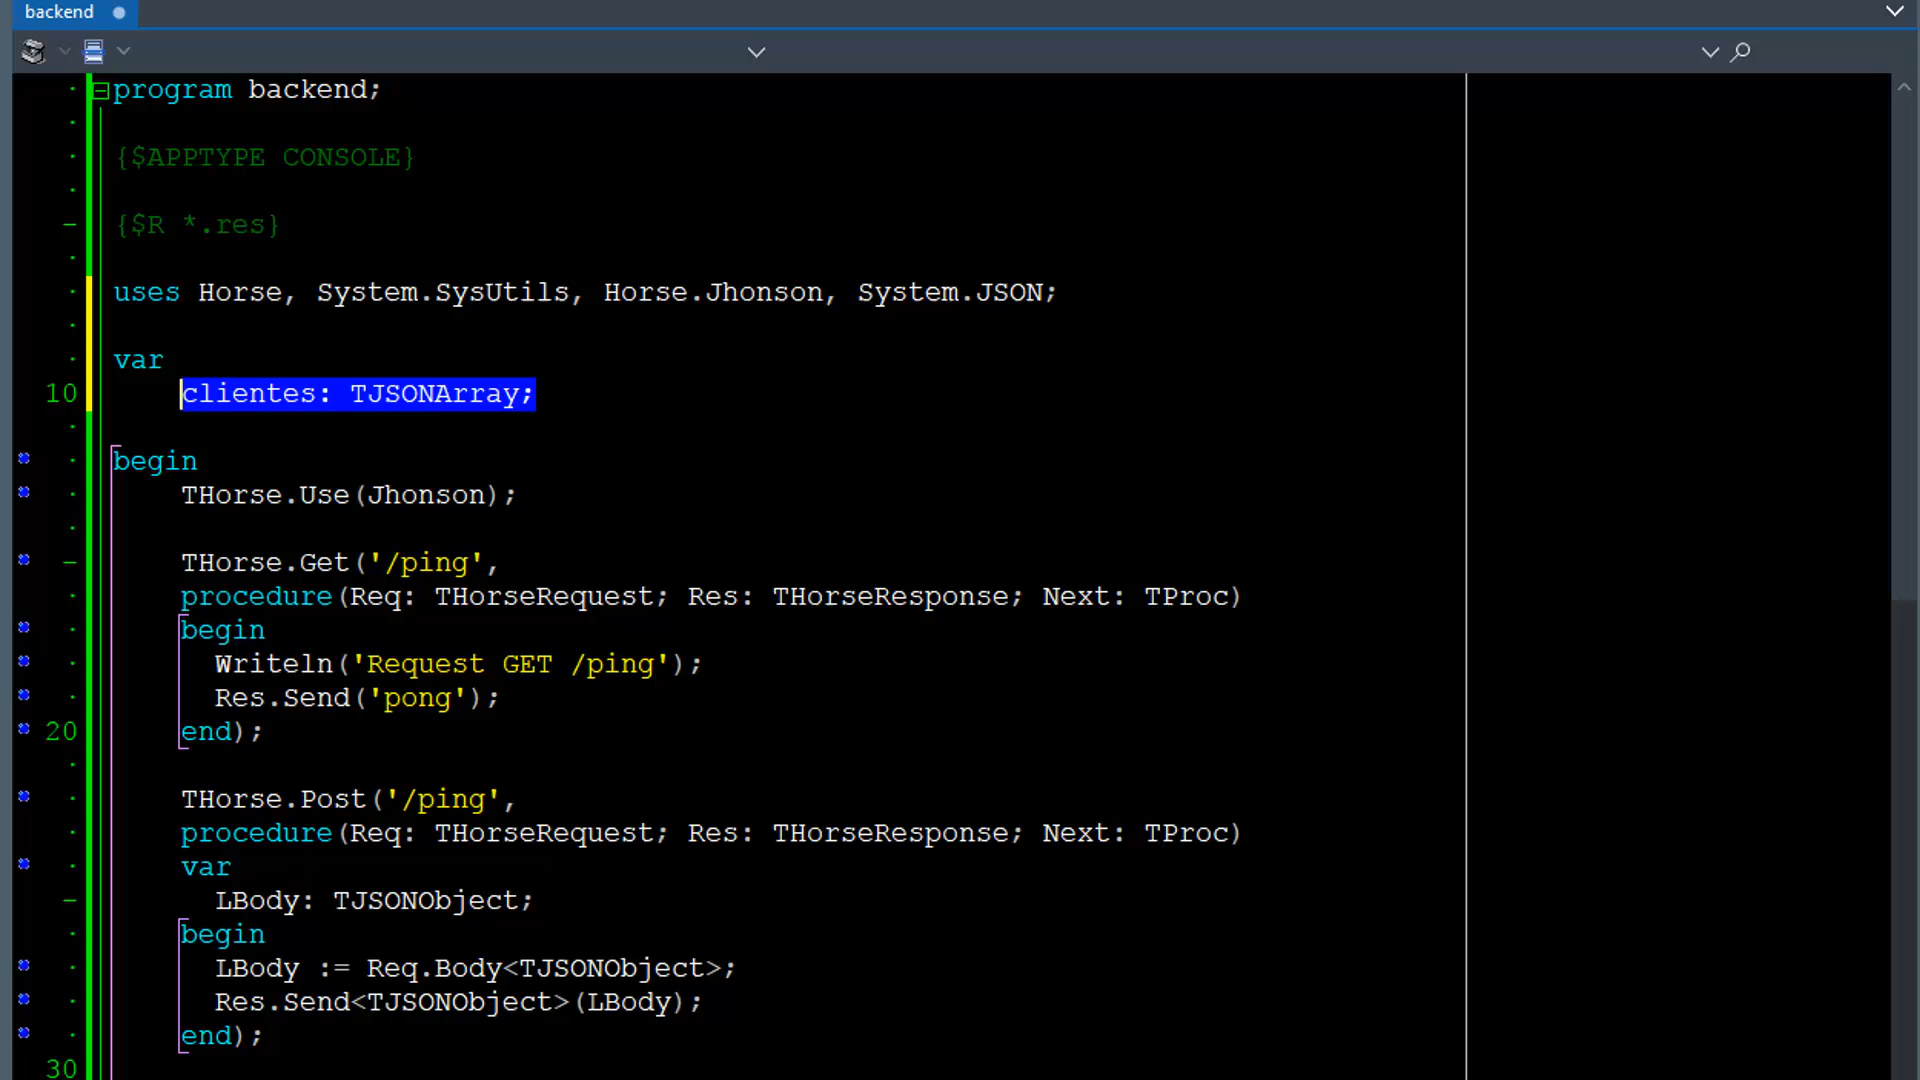 backend
program backend;
{$APPTYPE CONSOLE}
{$R *.res}
uses Horse, System.SysUtils, Horse.Jhonson, System.JSON;
var
10 clientes: TJSONArray;
begin
THorse.Use(Jhonson);
THorse.Get('/ping',
procedure(Req: THorseRequest; Res: THorseResponse; Next: TProc)
begin
Writeln('Request GET /ping');
Res.Send('pong');
20 end);
THorse.Post('/ping',
procedure(Req: THorseRequest; Res: THorseResponse; Next: TProc)
var
LBody: TJSONObject;
begin
LBody := Req.Body<TJSONObject>;
Res.Send<TJSONObject>(LBody);
end);
30